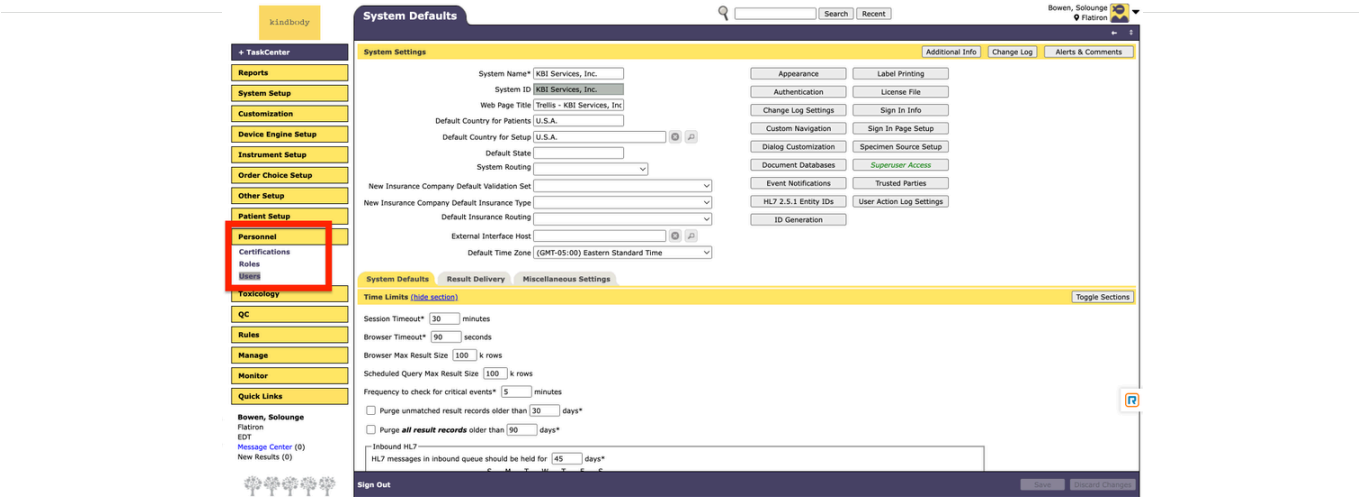 kindbody
System Defaults
Search
Recent
Bowen, Solounge
Flatiron
+ TaskCenter
Reports
System Setup
Customization
Device Engine Setup
Instrument Setup
Order Choice Setup
Other Setup
Patient Setup
Personnel
Certifications
Roles
Users
Toxicology
QC
Rules
Manage
Monitor
Quick Links
Bowen, Solounge
Flatiron
EDT
Message Center (0)
New Results (0)
System Settings
Additional Info
Change Log
Alerts & Comments
System Name* KBI Services, Inc.
System ID KBI Services, Inc.
Web Page Title Trellis - KBI Services, Inc
Default Country for Patients U.S.A.
Default Country for Setup U.S.A.
Default State
System Routing
New Insurance Company Default Validation Set
New Insurance Company Default Insurance Type
Default Insurance Routing
External Interface Host
Default Time Zone (GMT-05:00) Eastern Standard Time
Appearance
Label Printing
Authentication
License File
Change Log Settings
Sign In Info
Custom Navigation
Sign In Page Setup
Dialog Customization
Specimen Source Setup
Document Databases
Superuser Access
Event Notifications
Trusted Parties
HL7 2.5.1 Entity IDs
User Action Log Settings
ID Generation
System Defaults
Result Delivery
Miscellaneous Settings
Time Limits (hide section)
Toggle Sections
Session Timeout* 30 minutes
Browser Timeout* 90 seconds
Browser Max Result Size 100 k rows
Scheduled Query Max Result Size 100 k rows
Frequency to check for critical events* 5 minutes
Purge unmatched result records older than 30 days*
Purge all result records older than 90 days*
Inbound HL7
HL7 messages in inbound queue should be held for 45 days*
S M T W T F S
Sign Out
Save
Discard Changes